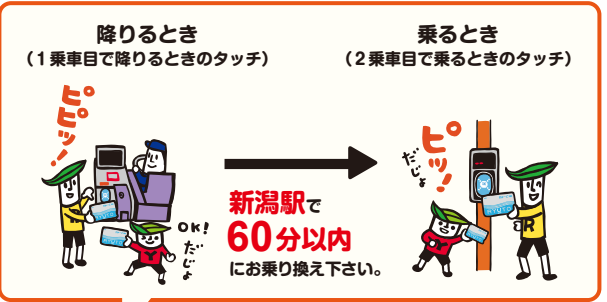 降りるとき
(1乗車目で降りるときのタッチ)
ピピッ!
RYUTO
R
RYUTO
Y
OK!
だじょ
新潟駅で
60分以内
にお乗り換え下さい。
乗るとき
(2乗車目で乗るときのタッチ)
ピッ!
だじょ
RYUTO
R
Y